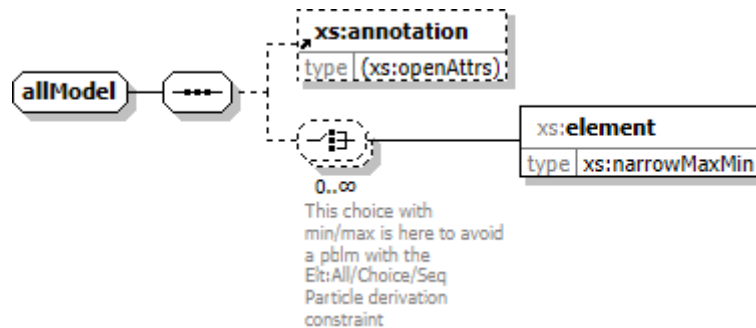 xs:annotation
type (xs:openAttrs)
allModel
xs:element
type xs:narrowMaxMin
0..∞
This choice with
min/max is here to avoid
a pblm with the
Elt:All/Choice/Seq
Particle derivation
constraint